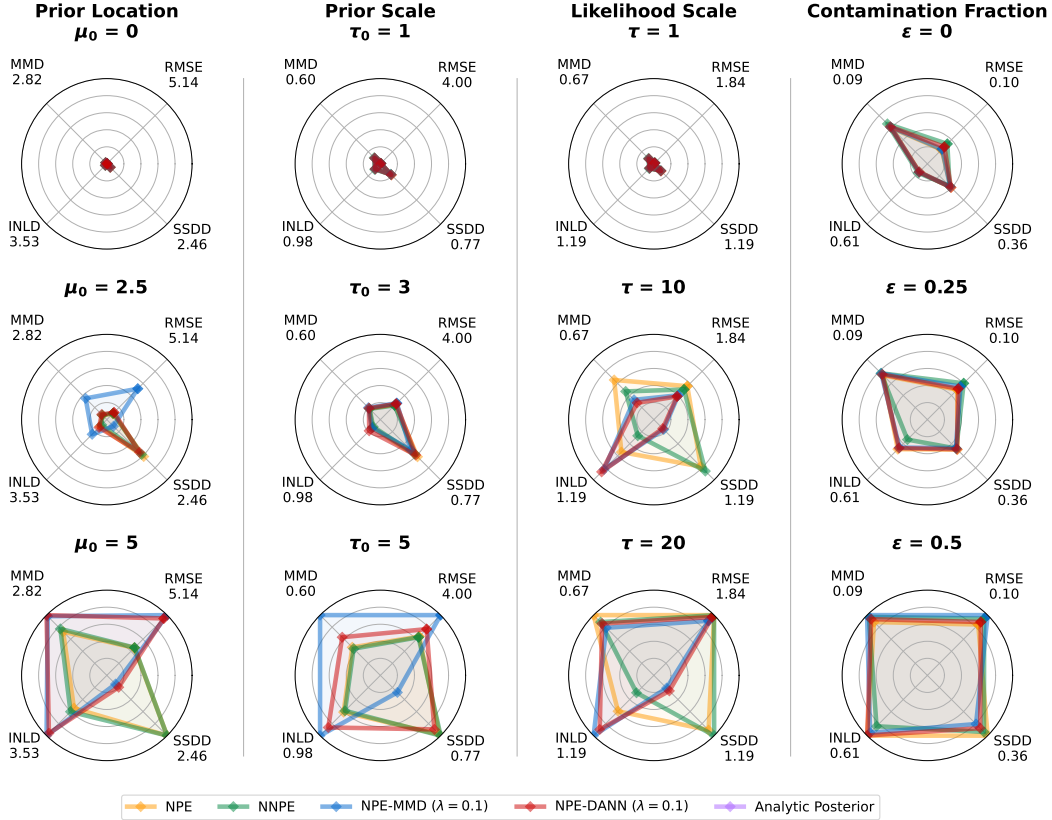 Prior Location
μ₀ = 0
Prior Scale
τ₀ = 1
Likelihood Scale
τ = 1
Contamination Fraction
ε = 0
MMD
2.82
RMSE
5.14
INLD
3.53
SSDD
2.46
MMD
0.60
RMSE
4.00
INLD
0.98
SSDD
0.77
MMD
0.67
RMSE
1.84
INLD
1.19
SSDD
1.19
MMD
0.09
RMSE
0.10
INLD
0.61
SSDD
0.36
μ₀ = 2.5
τ₀ = 3
τ = 10
ε = 0.25
MMD
2.82
RMSE
5.14
INLD
3.53
SSDD
2.46
MMD
0.60
RMSE
4.00
INLD
0.98
SSDD
0.77
MMD
0.67
RMSE
1.84
INLD
1.19
SSDD
1.19
MMD
0.09
RMSE
0.10
INLD
0.61
SSDD
0.36
μ₀ = 5
τ₀ = 5
τ = 20
ε = 0.5
MMD
2.82
RMSE
5.14
INLD
3.53
SSDD
2.46
MMD
0.60
RMSE
4.00
INLD
0.98
SSDD
0.77
MMD
0.67
RMSE
1.84
INLD
1.19
SSDD
1.19
MMD
0.09
RMSE
0.10
INLD
0.61
SSDD
0.36
NPE NNPE NPE-MMD (λ = 0.1) NPE-DANN (λ = 0.1) Analytic Posterior